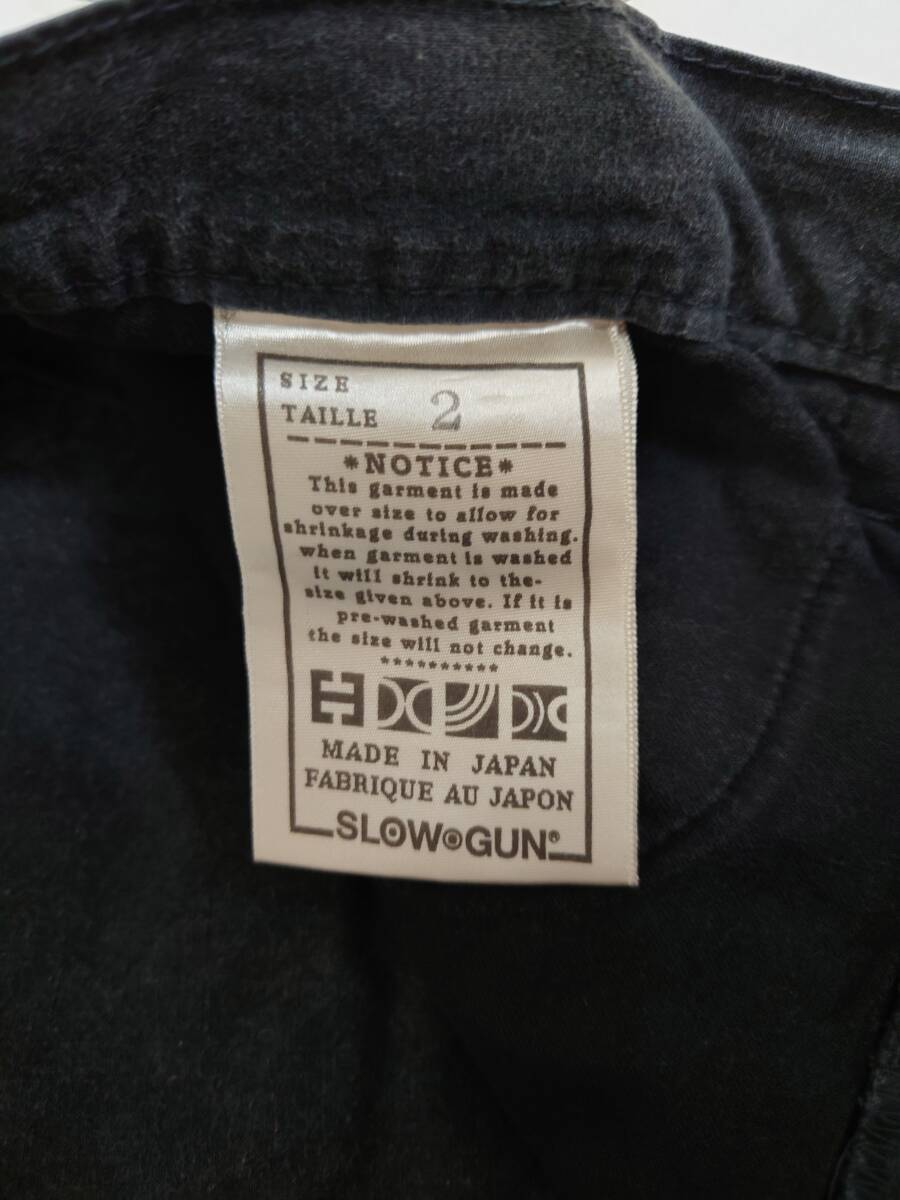 SIZE
TAILLE 2
*NOTICE*
This garment is made
over size to allow for
shrinkage during washing.
when garment is washed
it will shrink to the-
size given above. If it is
pre-washed garment
the size will not change.
**********
MADE IN JAPAN
FABRIQUE AU JAPON
SLOW GUN®